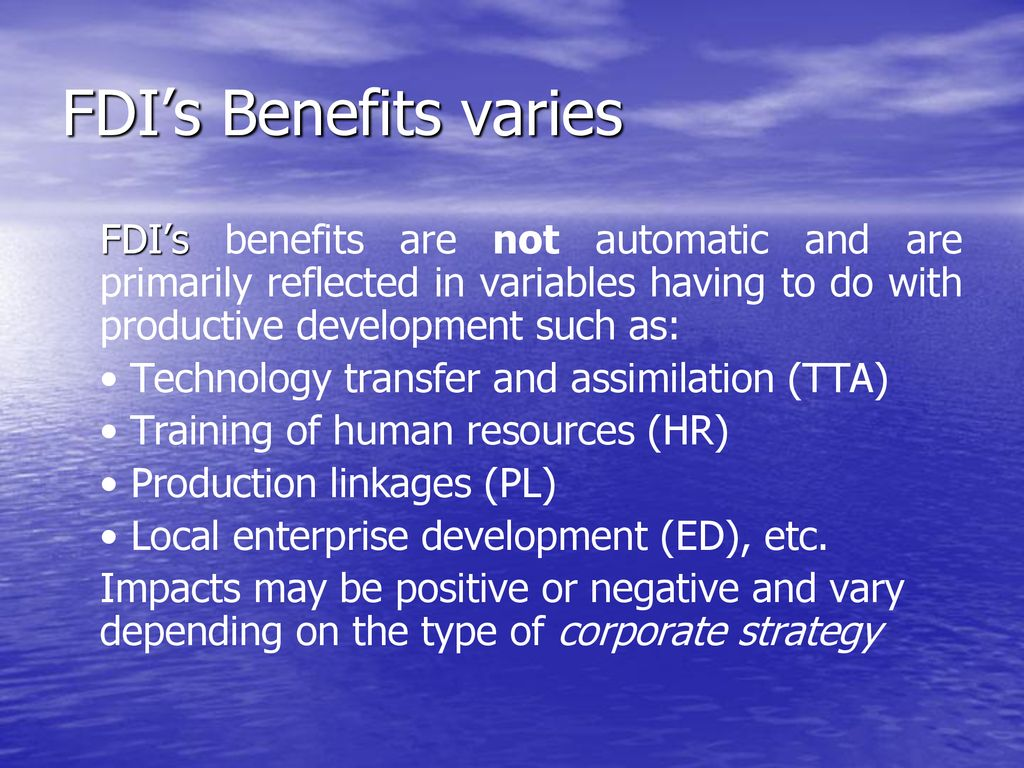 FDI’s Benefits varies
FDI’s benefits are not automatic and are
primarily reflected in variables having to do with
productive development such as:
• Technology transfer and assimilation (TTA)
• Training of human resources (HR)
• Production linkages (PL)
• Local enterprise development (ED), etc.
Impacts may be positive or negative and vary
depending on the type of corporate strategy